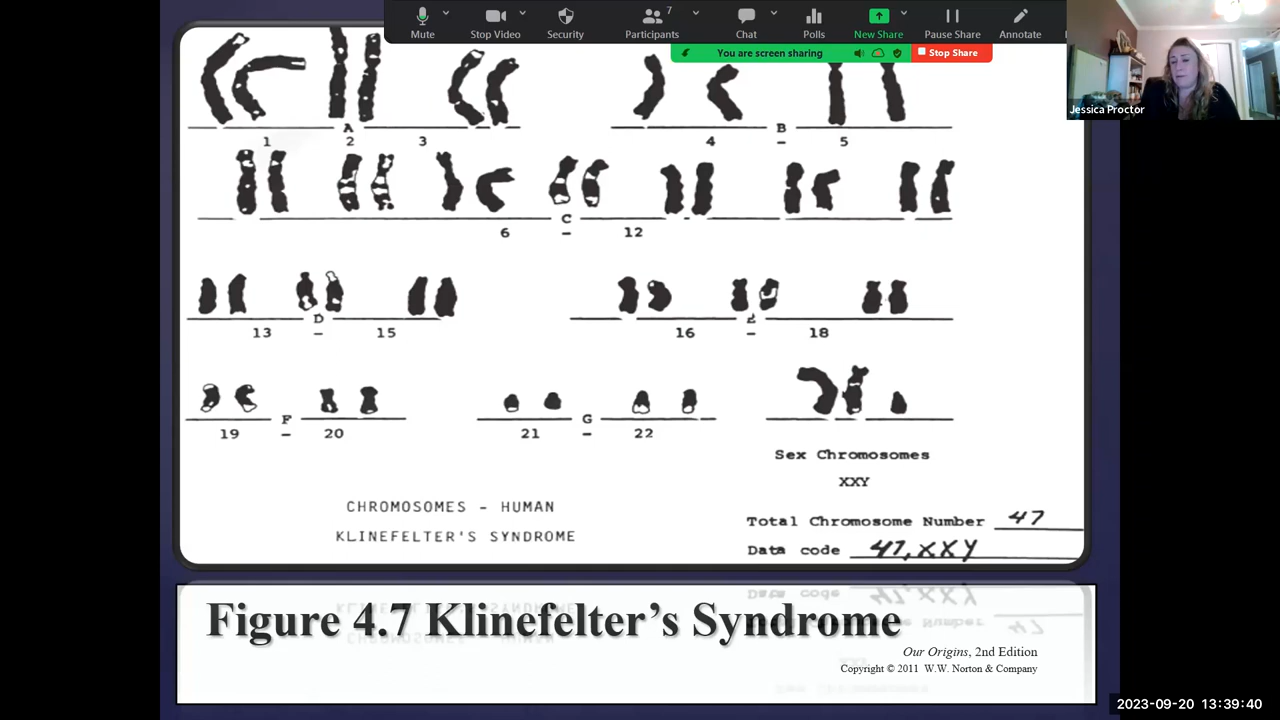 7
Mute
Stop Video
Security
Participants
Chat
Polls
New Share
Pause Share
Annotate
You are screen sharing
Stop Share
Jessica Proctor
A
B
1
2
3
4
5
C
6
12
D
E
13
15
16
18
F
G
19
20
21
22
Sex Chromosomes
XXY
CHROMOSOMES - HUMAN
KLINEFELTER'S SYNDROME
Total Chromosome Number 47
Data code 47,XXY
Figure 4.7 Klinefelter's Syndrome
Our Origins, 2nd Edition
Copyright © 2011 W.W. Norton & Company
2023-09-20 13:39:40